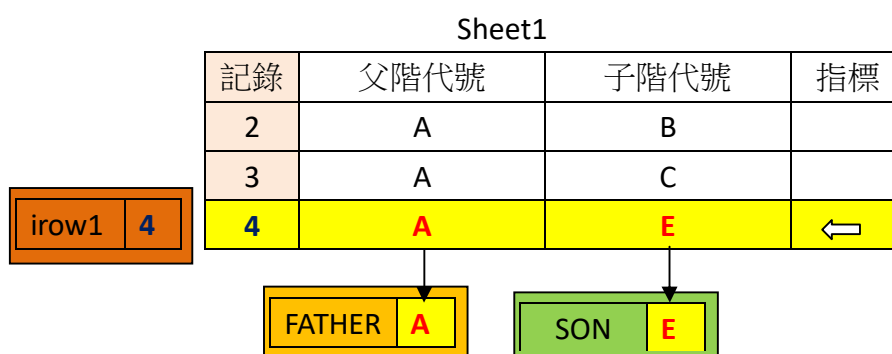 Sheet1
記錄 父階代號 子階代號 指標
2 A B
3 A C
irow1 4 4 A E
FATHER A SON E